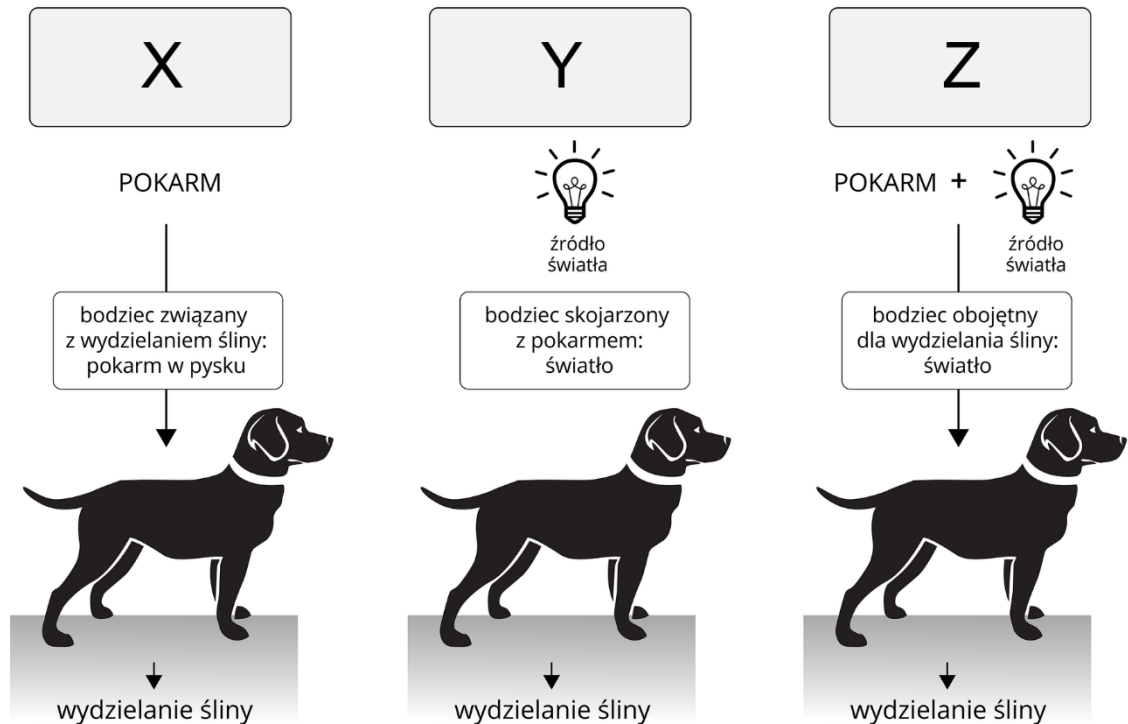 X
POKARM
bodziec związany
z wydzielaniem śliny:
pokarm w pysku
wydzielanie śliny
Y
źródło
światła
bodziec skojarzony
z pokarmem:
światło
wydzielanie śliny
Z
POKARM +
źródło
światła
bodziec obojętny
dla wydzielania śliny:
światło
wydzielanie śliny